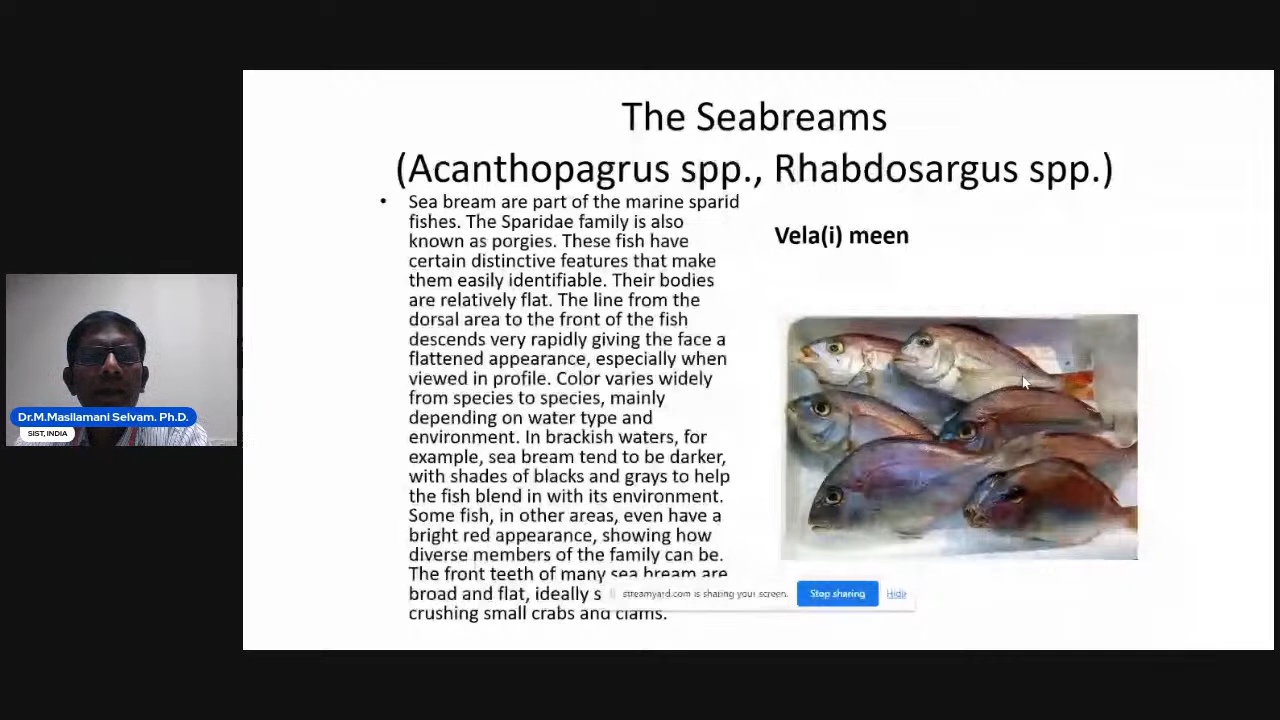 The Seabreams
(Acanthopagrus spp., Rhabdosargus spp.)
• Sea bream are part of the marine sparid
fishes. The Sparidae family is also
known as porgies. These fish have
certain distinctive features that make
them easily identifiable. Their bodies
are relatively flat. The line from the
dorsal area to the front of the fish
descends very rapidly giving the face a
flattened appearance, especially when
viewed in profile. Color varies widely
from species to species, mainly
depending on water type and
environment. In brackish waters, for
example, sea bream tend to be darker,
with shades of blacks and grays to help
the fish blend in with its environment.
Some fish, in other areas, even have a
bright red appearance, showing how
diverse members of the family can be.
The front teeth of many sea bream are
broad and flat, ideally s
crushing small crabs and clams.
Vela(i) meen
streamyard.com is sharing your screen.
Stop sharing
Hide
Dr.M.Masilamani Selvam. Ph.D.
SIST, INDIA